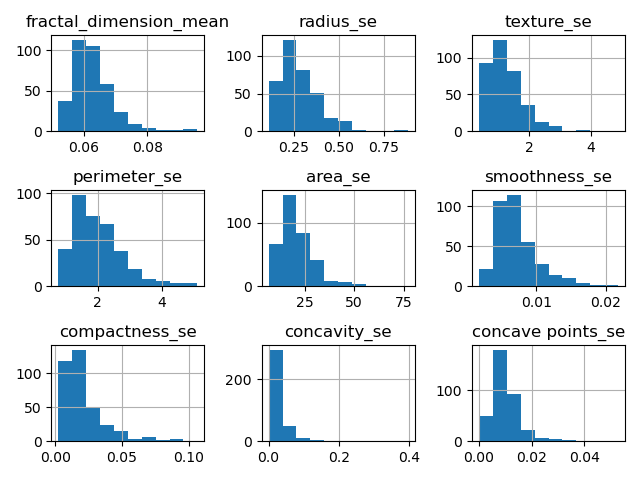 fractal_dimension_mean radius_se texture_se
100 100 100
50 50 50
0 0 0
0.06 0.08 0.25 0.50 0.75 2 4
perimeter_se area_se smoothness_se
100 100 100
50 50
0 0 0
2 4 25 50 75 0.01 0.02
compactness_se concavity_se concave points_se
100 200 100
50
0 0 0
0.00 0.05 0.10 0.0 0.2 0.4 0.00 0.02 0.04